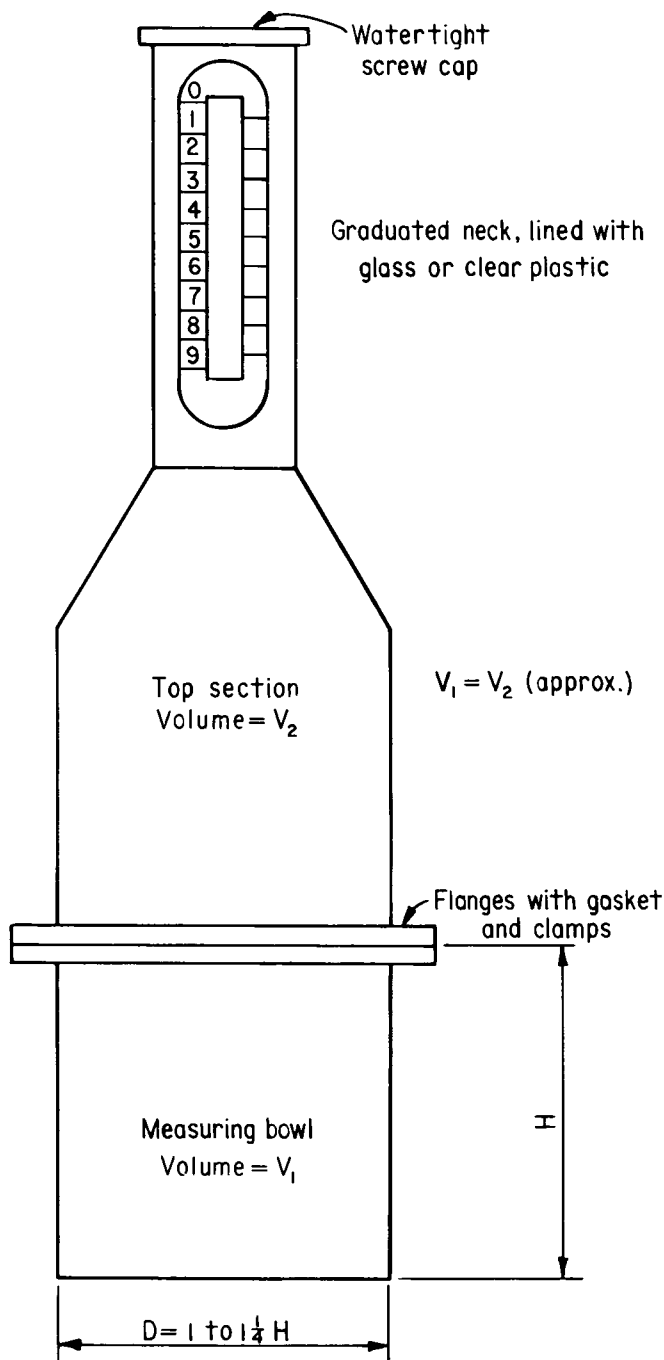 Watertight
screw cap
0
1
2
3
4
5
6
7
8
9
Graduated neck, lined with
glass or clear plastic
Top section
Volume = V₂
V₁ = V₂ (approx.)
Flanges with gasket
and clamps
H
Measuring bowl
Volume = V₁
D = 1 to 1¼ H